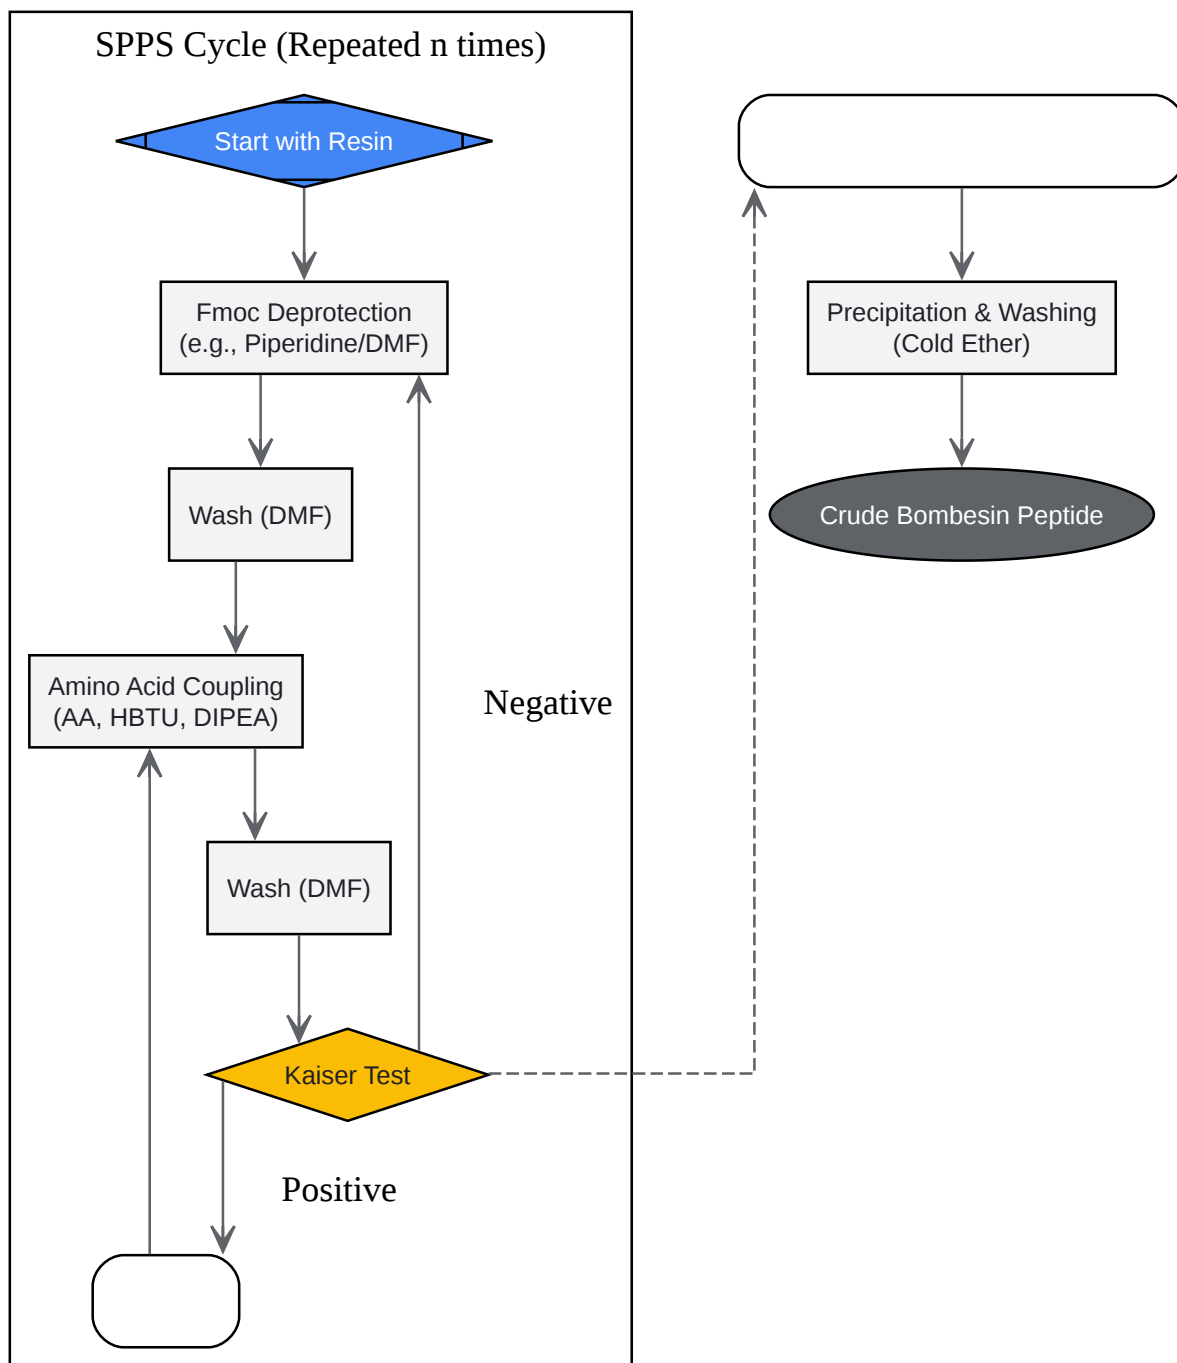 SPPS Cycle (Repeated n times)
Start with Resin
Fmoc Deprotection
(e.g., Piperidine/DMF)
Wash (DMF)
Amino Acid Coupling
(AA, HBTU, DIPEA)
Wash (DMF)
Kaiser Test
Negative
Positive
Precipitation & Washing
(Cold Ether)
Crude Bombesin Peptide